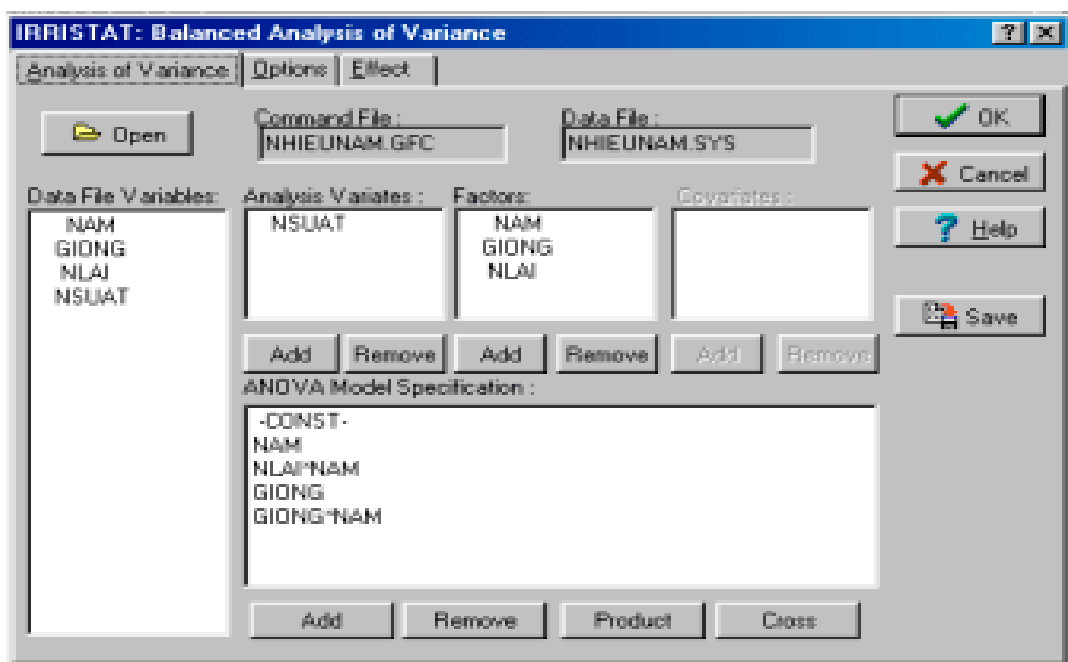 IRRISTAT: Balanced Analysis of Variance
Analysis of Variance
Options
Effect
Open
Command File :
NHIEUNAM.GFC
Data File :
NHIEUNAM.SYS
OK
Cancel
Help
Save
Data File Variables:
NAM
GIONG
NLAI
NSUAT
Analysis Variates :
NSUAT
Factors:
NAM
GIONG
NLAI
Covariates :
Add
Remove
Add
Remove
Add
Remove
ANOVA Model Specification :
-CONST-
NAM
NLAI*NAM
GIONG
GIONG*NAM
Add
Remove
Product
Cross